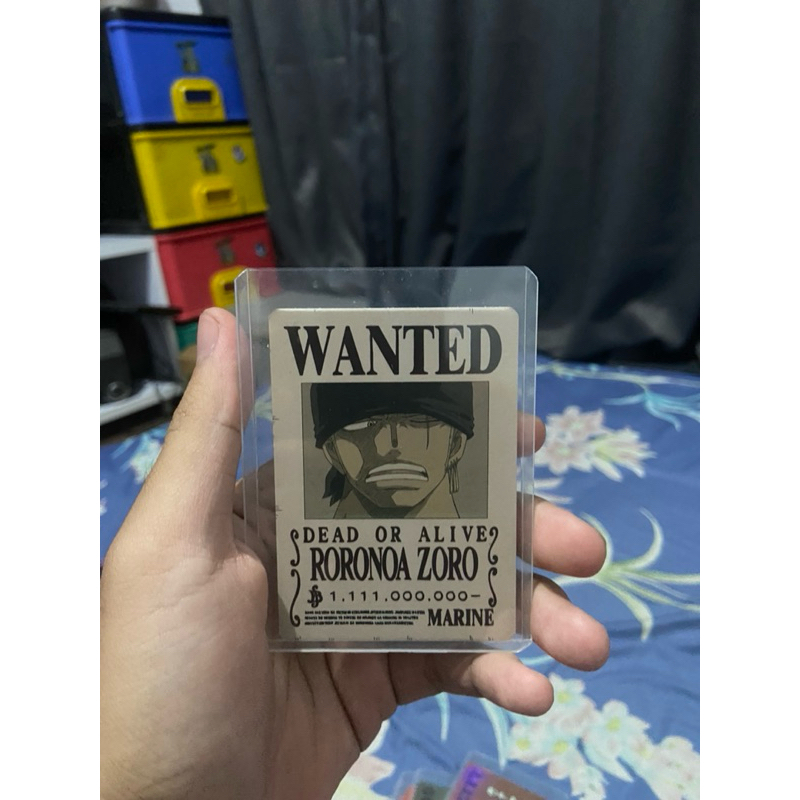 WANTED
DEAD OR ALIVE
RORONOA ZORO
฿ 1.111.000.000-
MARINE